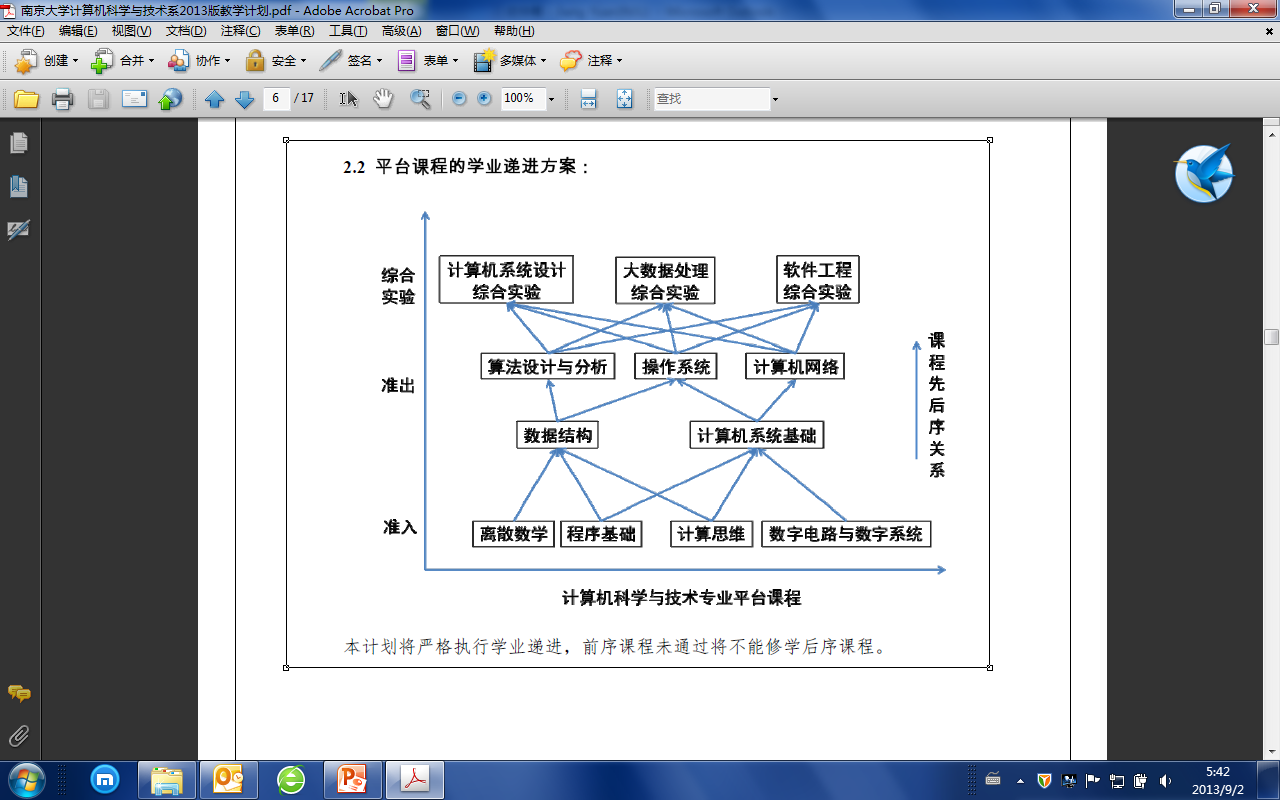 南京大学计算机科学与技术系2013版教学计划.pdf - Adobe Acrobat Pro
文件(F) 编辑(E) 视图(V) 文档(D) 注释(C) 表单(R) 工具(T) 高级(A) 窗口(W) 帮助(H)
创建 合并 协作 安全 签名 表单 多媒体 注释
6 / 17 100% 查找
2.2 平台课程的学业递进方案：
综合
实验
计算机系统设计
综合实验
大数据处理
综合实验
软件工程
综合实验
准出
算法设计与分析 操作系统 计算机网络
数据结构 计算机系统基础
课程先后序关系
准入
离散数学 程序基础 计算思维 数字电路与数字系统
计算机科学与技术专业平台课程
本计划将严格执行学业递进，前序课程未通过将不能修学后序课程。
5:42
2013/9/2